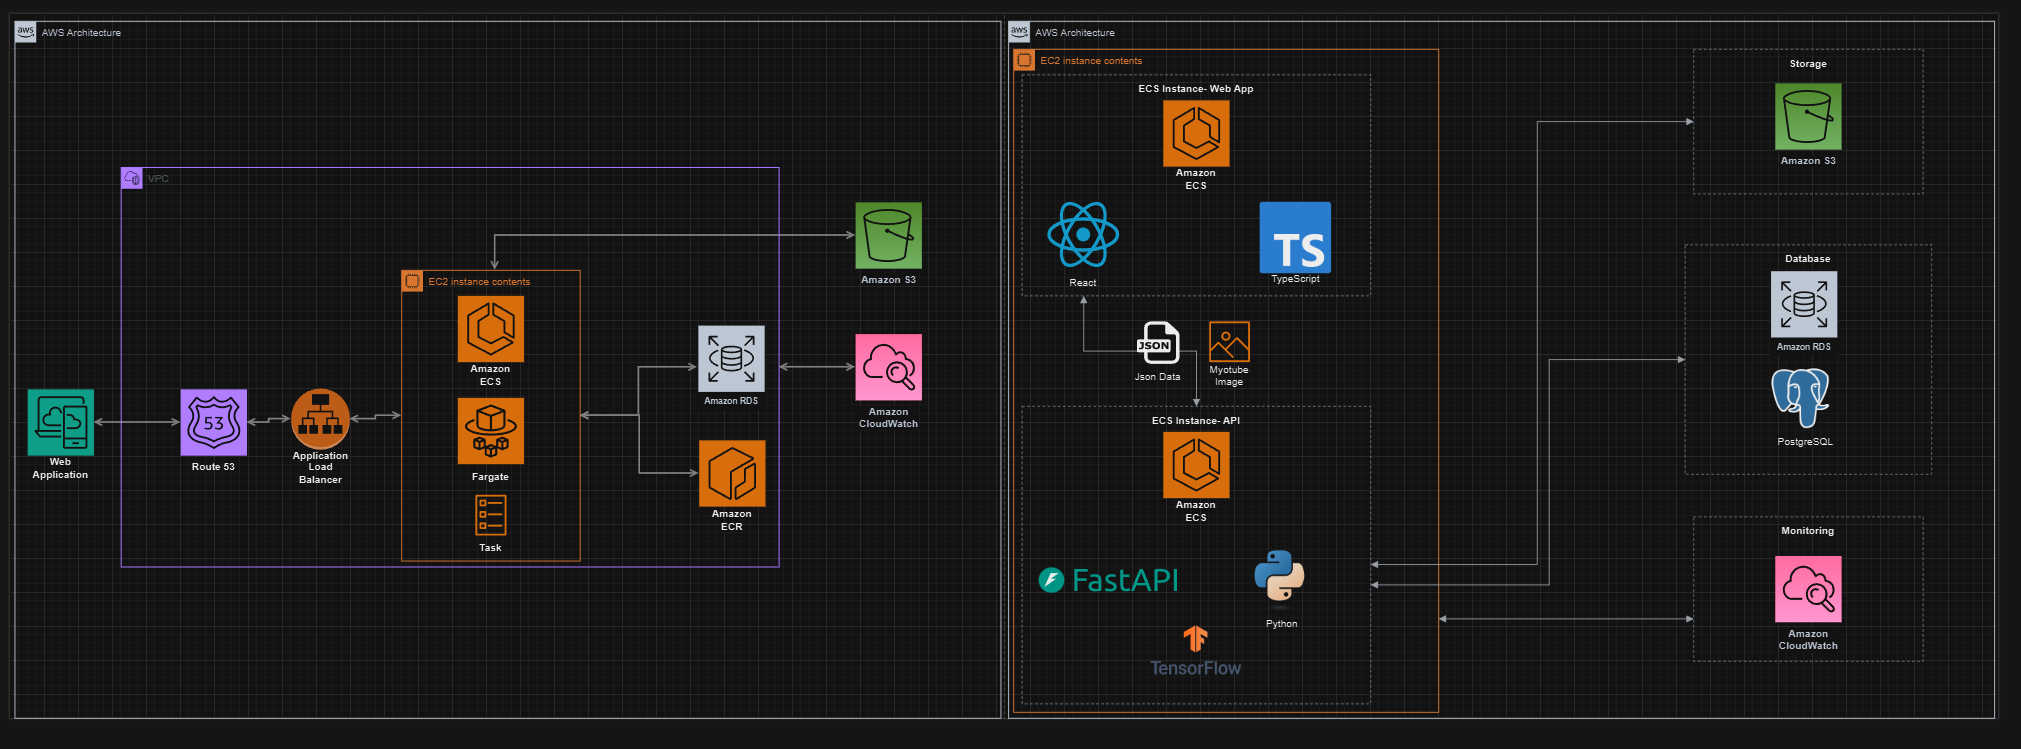 aws
AWS Architecture
VPC
EC2 instance contents
Amazon
ECS
Fargate
Task
Web
Application
53
Route 53
Application
Load
Balancer
Amazon RDS
Amazon
ECR
Amazon S3
Amazon
CloudWatch
aws
AWS Architecture
EC2 instance contents
ECS Instance- Web App
Amazon
ECS
React
TS
TypeScript
JSON
Json Data
Myotube
Image
ECS Instance- API
Amazon
ECS
FastAPI
Python
TensorFlow
Storage
Amazon S3
Database
Amazon RDS
PostgreSQL
Monitoring
Amazon
CloudWatch